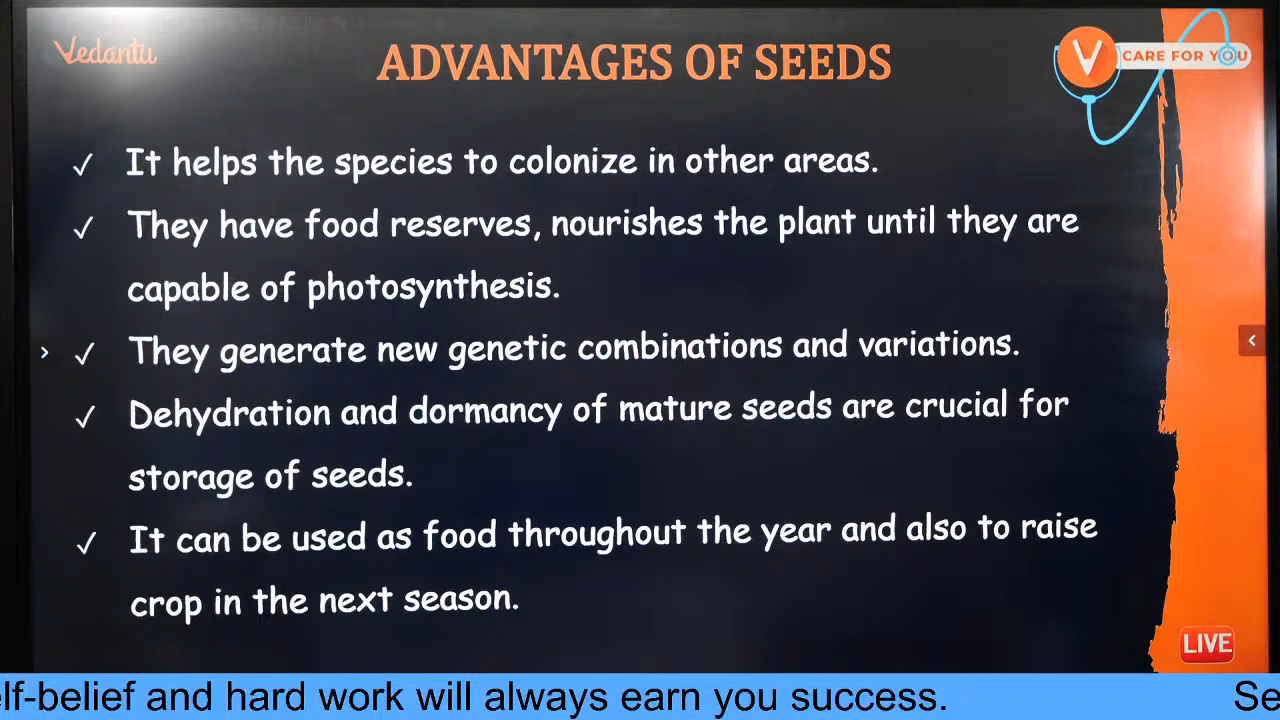 Vedantu
ADVANTAGES OF SEEDS
V
CARE FOR YOU
✓ It helps the species to colonize in other areas.
✓ They have food reserves, nourishes the plant until they are
capable of photosynthesis.
✓ They generate new genetic combinations and variations.
✓ Dehydration and dormancy of mature seeds are crucial for
storage of seeds.
✓ It can be used as food throughout the year and also to raise
crop in the next season.
LIVE
elf-belief and hard work will always earn you success. Se